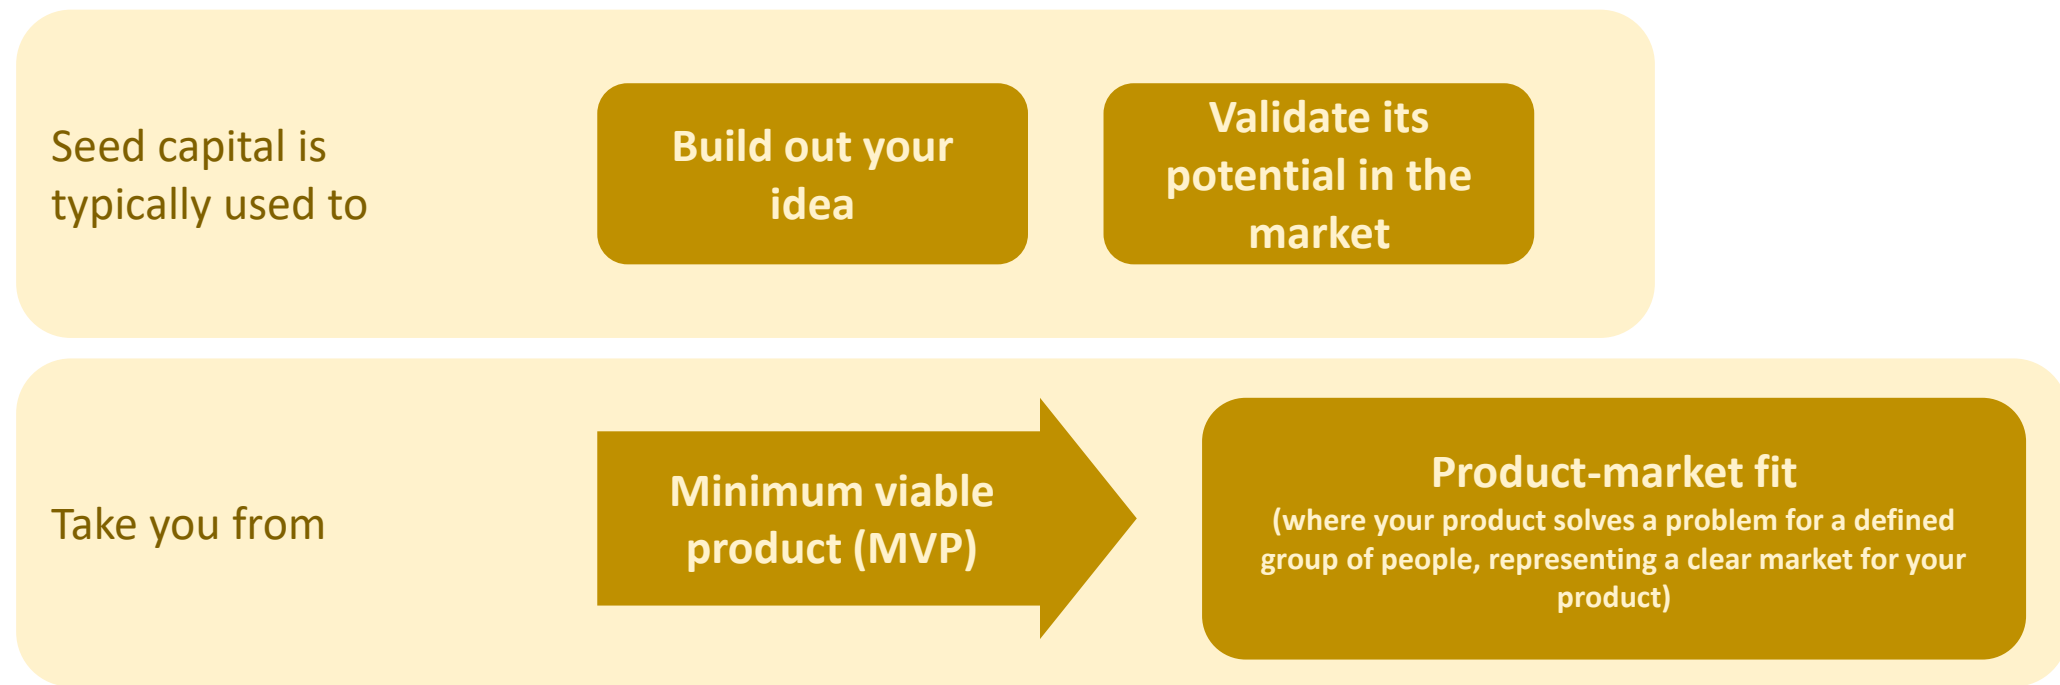 Seed capital is
typically used to
Build out your
idea
Validate its
potential in the
market
Take you from
Minimum viable
product (MVP)
Product-market fit
(where your product solves a problem for a defined
group of people, representing a clear market for your
product)